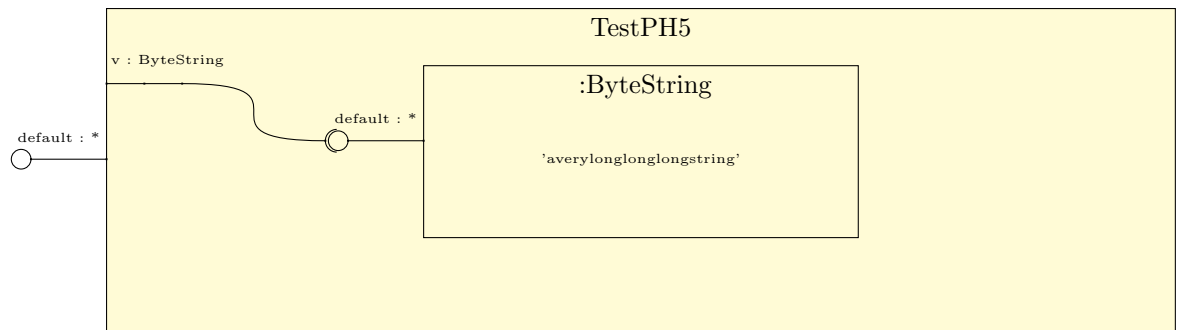 TestPH5
v : ByteString
:ByteString
default : *
default : *
'averylonglonglongstring'